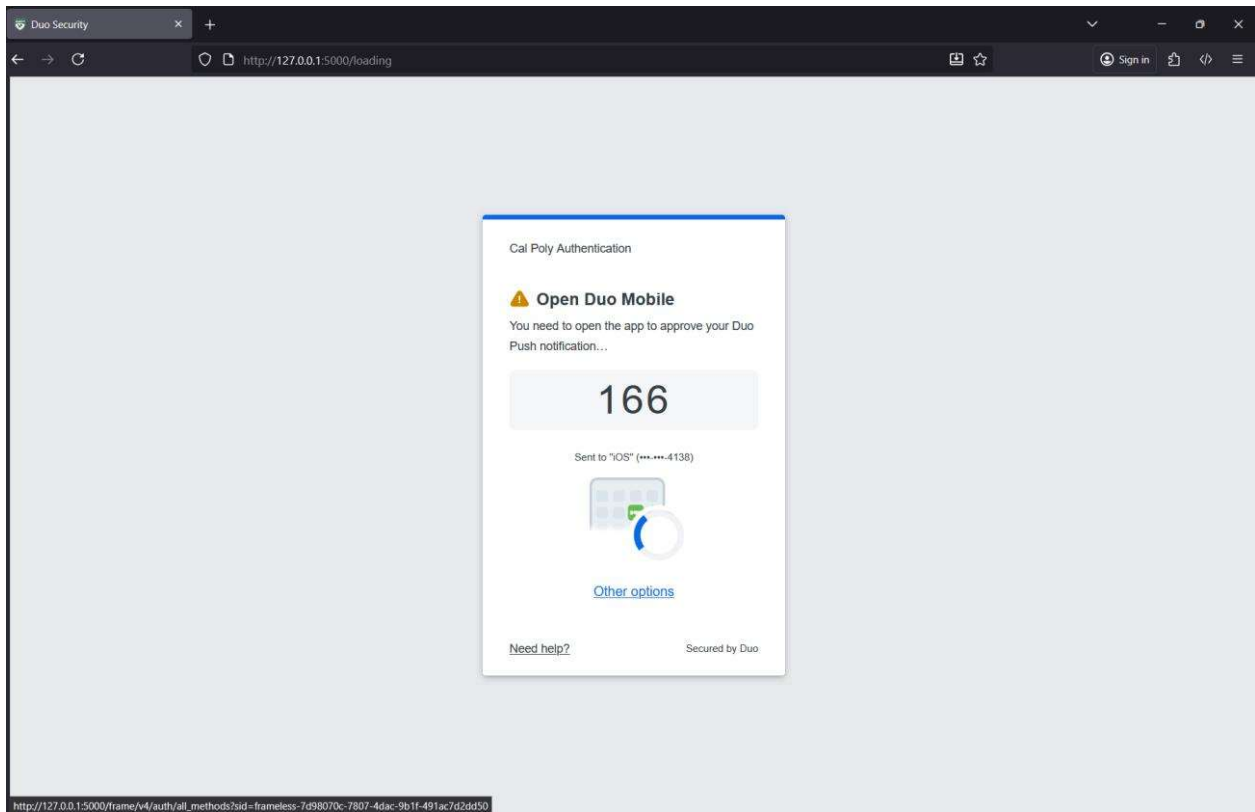 Duo Security
http://127.0.0.1:5000/loading
Sign in
Cal Poly Authentication
Open Duo Mobile
You need to open the app to approve your Duo
Push notification...
166
Sent to "iOS" (•••-•••-4138)
Other options
Need help?
Secured by Duo
http://127.0.0.1:5000/frame/v4/auth/all_methods?sid=frameless-7d98070c-7807-4dac-9b1f-491ac7d2dd50